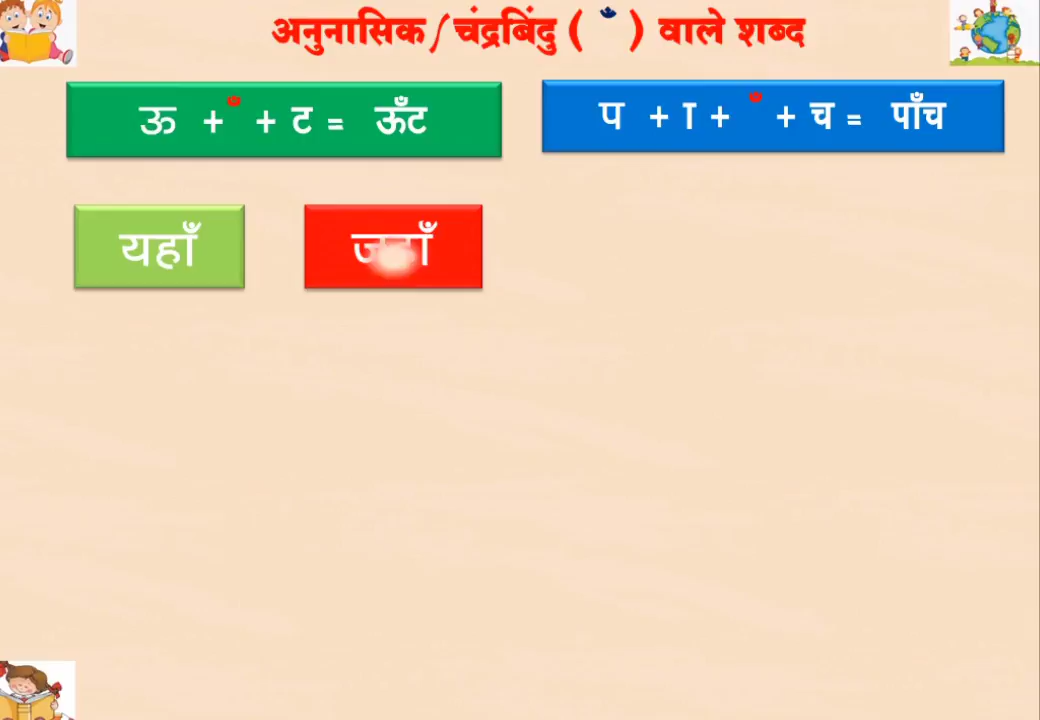 अनुनासिक/चंद्रबिंदु ( ँ ) वाले शब्द
ऊ + ँ + ट = ऊँट
प + ा + ँ + च = पाँच
यहाँ